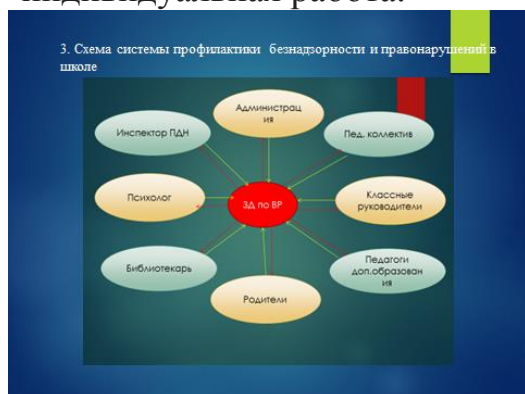 индивидуальная работа.
3. Схема системы профилактики безнадзорности и правонарушений в
школе
Администрац
ия
Инспектор ПДН
Пед. коллектив
Психолог
ЗД по ВР
Классные
руководители
Библиотекарь
Педагоги
доп.образован
ия
Родители